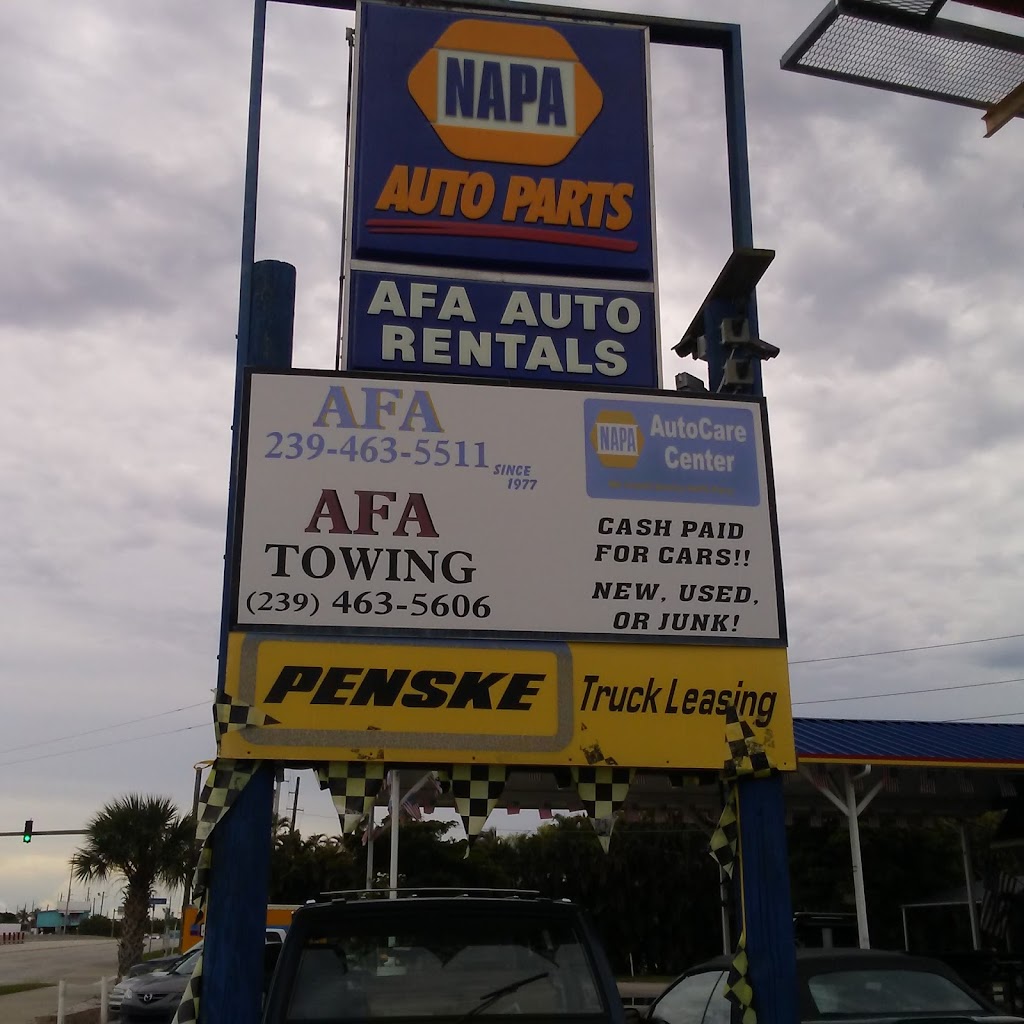 NAPA
AUTO PARTS
AFA AUTO
RENTALS
AFA
239-463-5511
SINCE
1977
AFA
TOWING
(239) 463-5606
NAPA
AutoCare
Center
CASH PAID
FOR CARS!!
NEW, USED,
OR JUNK!
PENSKE
Truck Leasing